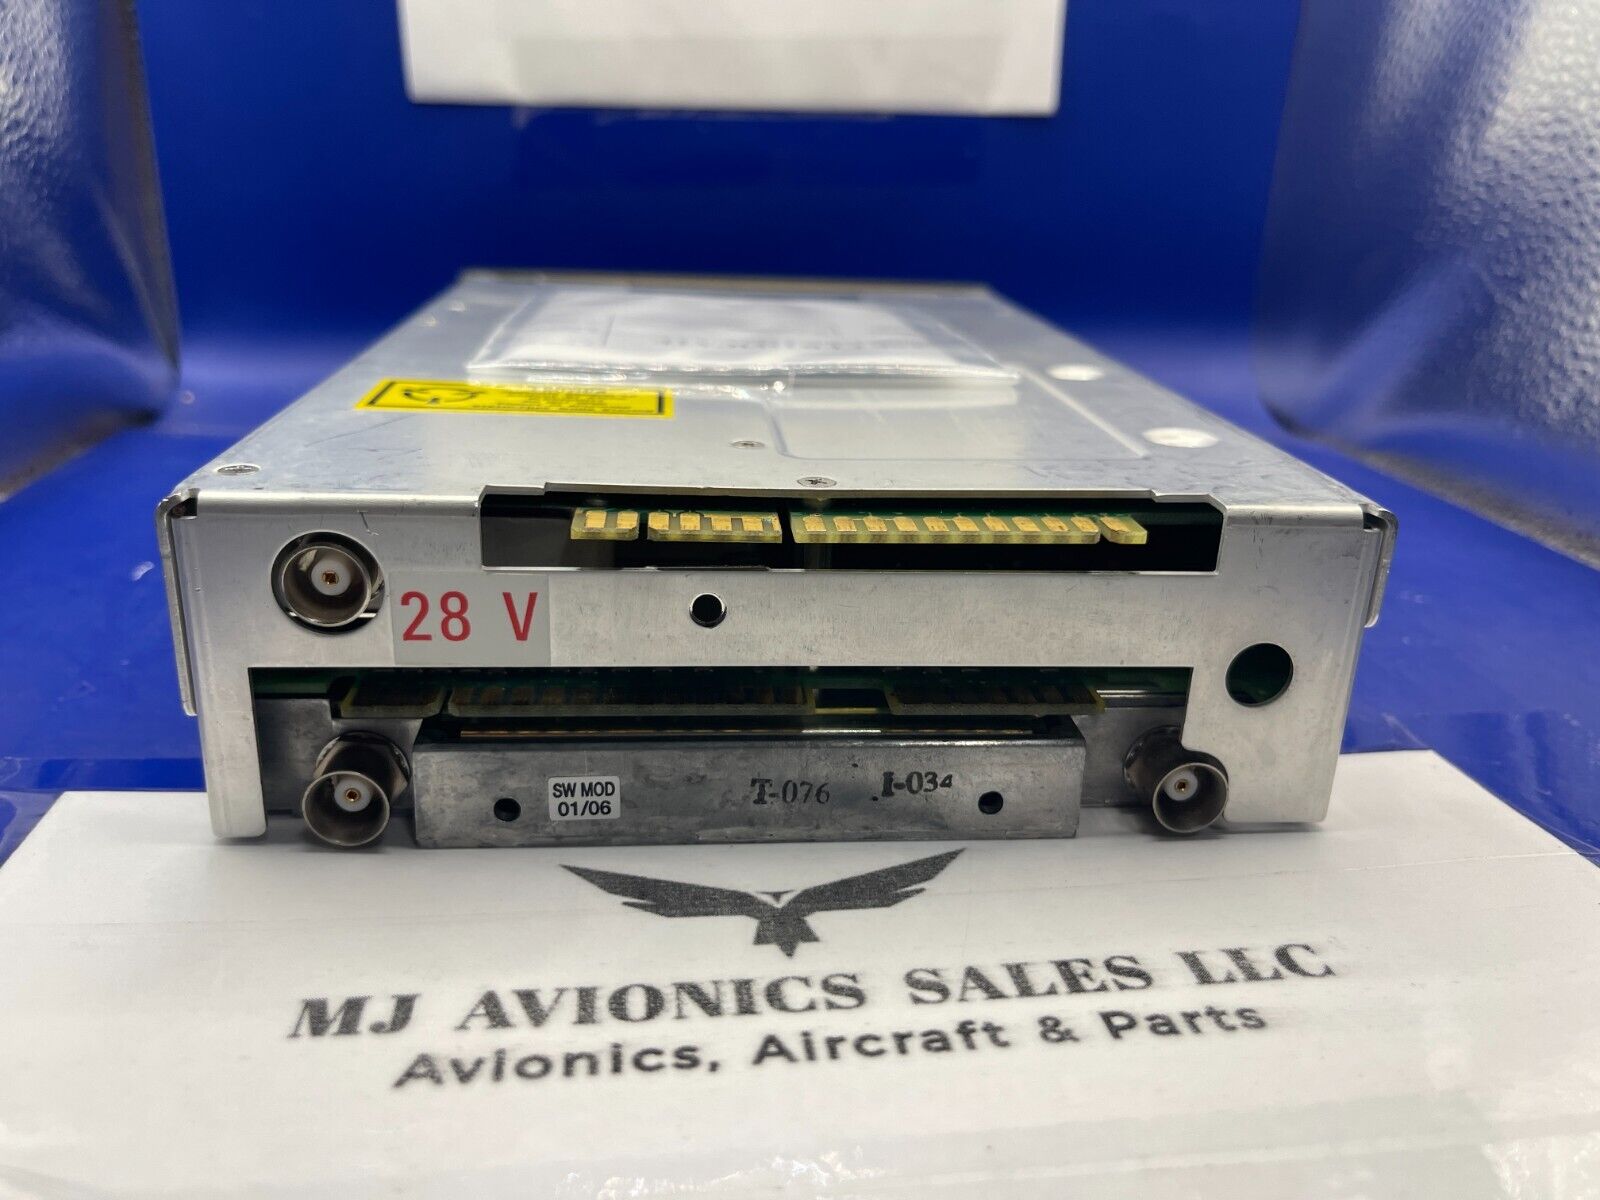 28 V
SW MOD
01/06
T-076 I-034
MJ AVIONICS SALES LLC
Avionics, Aircraft & Parts